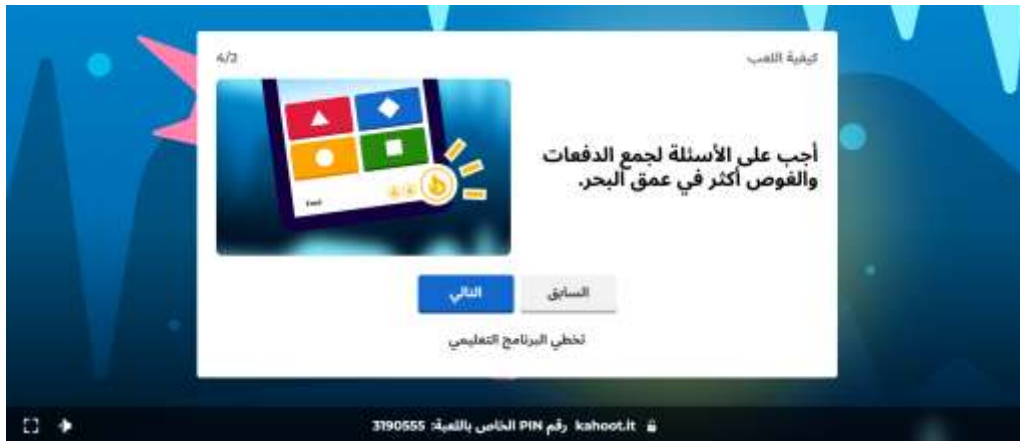 كيفية اللعب
4/2
أجب على الأسئلة لجمع الدفعات
والغوص أكثر في عمق البحر.
السابق
التالي
تخطي البرنامج التعليمي
kahoot.it رقم PIN الخاص باللعبة: 3190555